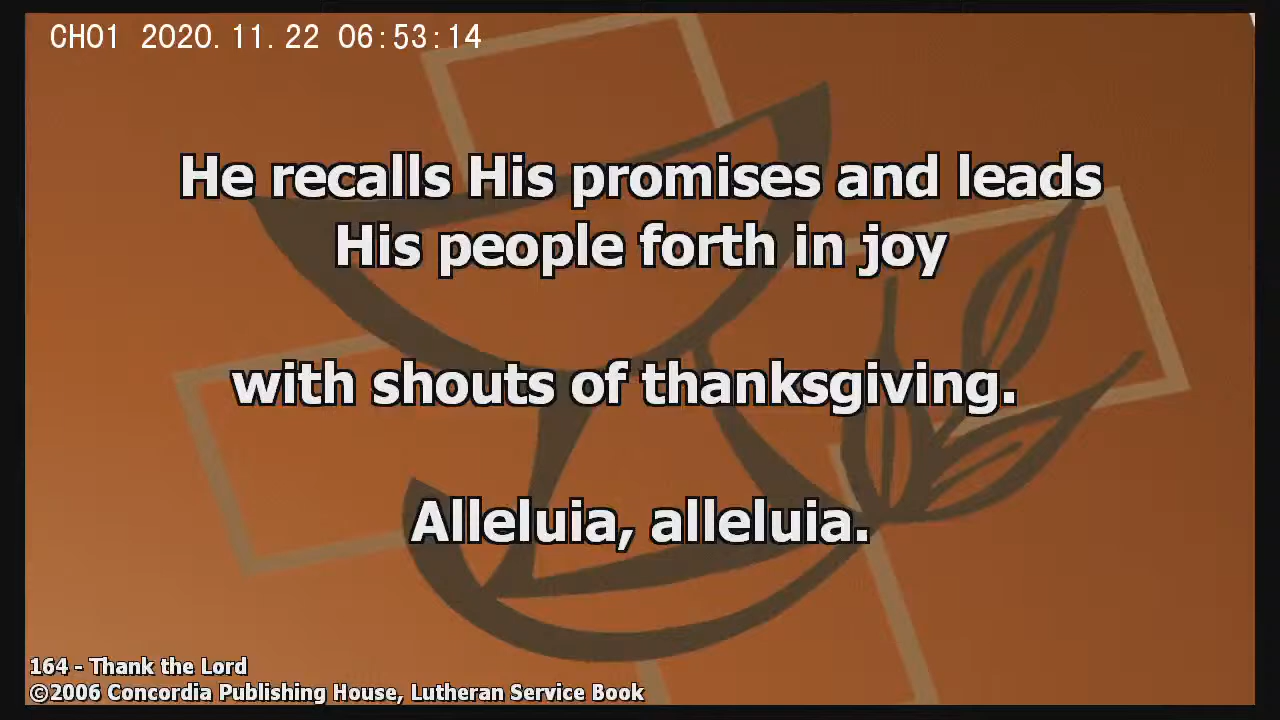 CH01 2020.11.22 06:53:14
He recalls His promises and leads
His people forth in joy
with shouts of thanksgiving.
Alleluia, alleluia.
164 - Thank the Lord
©2006 Concordia Publishing House, Lutheran Service Book